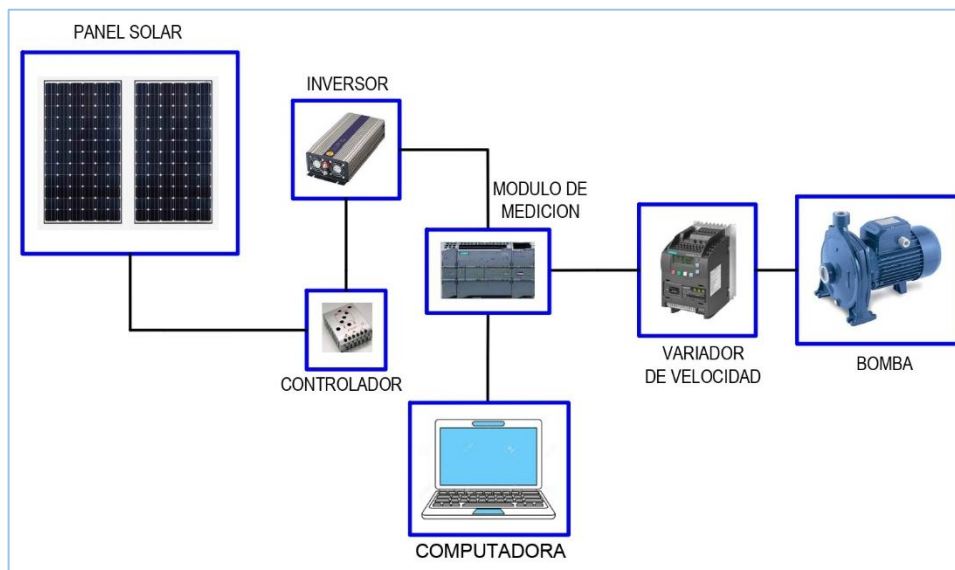 PANEL SOLAR
INVERSOR
MODULO DE
MEDICION
CONTROLADOR
VARIADOR
DE VELOCIDAD
BOMBA
COMPUTADORA